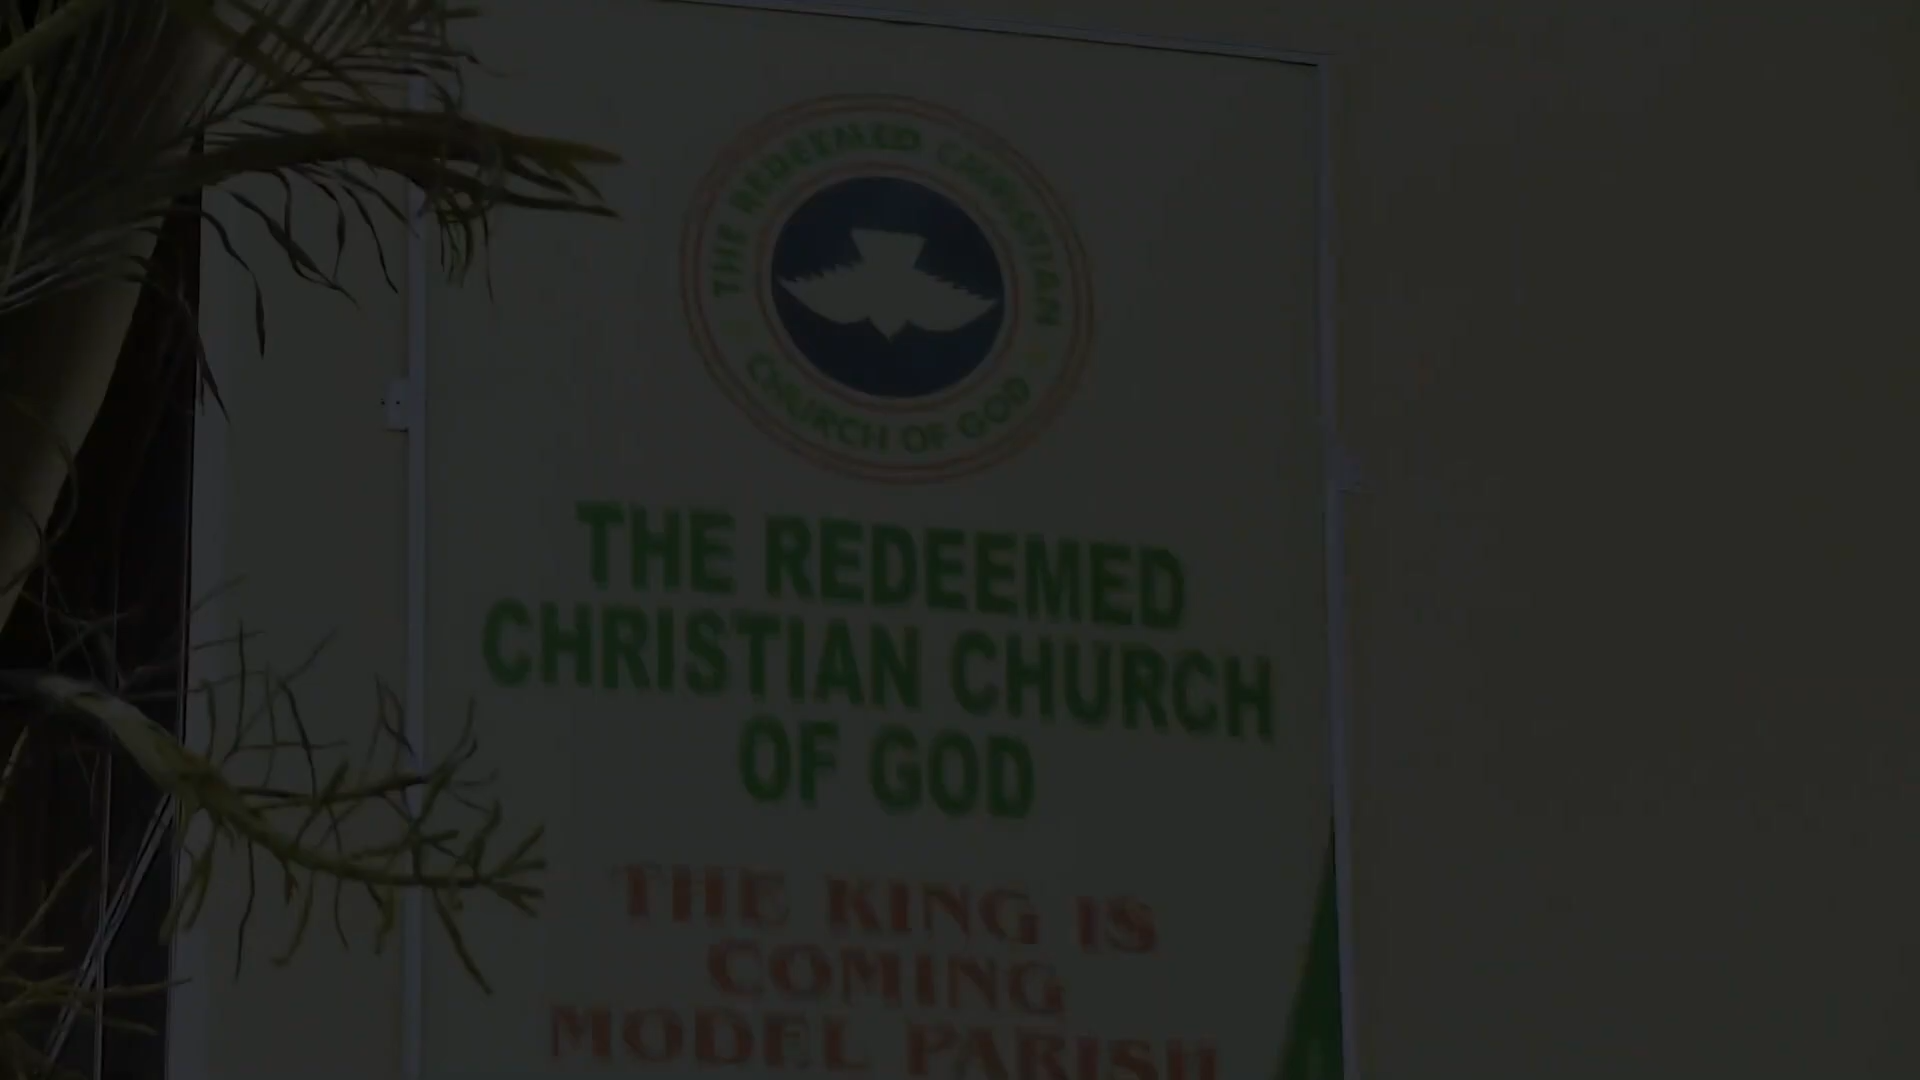 THE REDEEMED CHRISTIAN
CHURCH OF GOD
THE REDEEMED
CHRISTIAN CHURCH
OF GOD
THE KING IS
COMING
MODEL PARISH